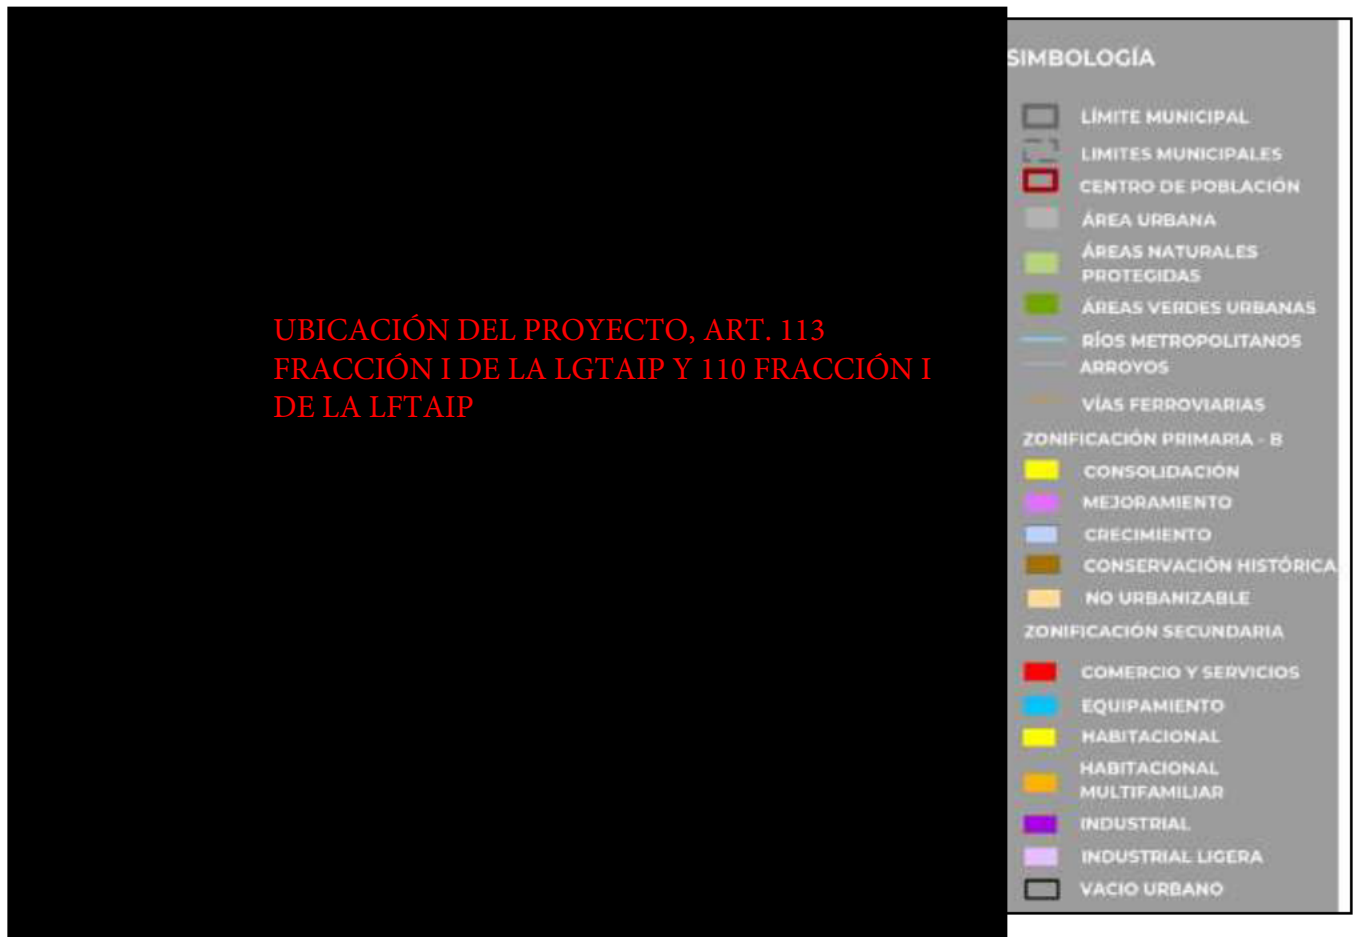 UBICACIÓN DEL PROYECTO, ART. 113
FRACCIÓN I DE LA LGTAIP Y 110 FRACCIÓN I
DE LA LFTAIP
SIMBOLOGÍA
LÍMITE MUNICIPAL
LIMITES MUNICIPALES
CENTRO DE POBLACIÓN
ÁREA URBANA
ÁREAS NATURALES
PROTEGIDAS
ÁREAS VERDES URBANAS
RÍOS METROPOLITANOS
ARROYOS
VÍAS FERROVIARIAS
ZONIFICACIÓN PRIMARIA - B
CONSOLIDACIÓN
MEJORAMIENTO
CRECIMIENTO
CONSERVACIÓN HISTÓRICA
NO URBANIZABLE
ZONIFICACIÓN SECUNDARIA
COMERCIO Y SERVICIOS
EQUIPAMIENTO
HABITACIONAL
HABITACIONAL
MULTIFAMILIAR
INDUSTRIAL
INDUSTRIAL LIGERA
VACIO URBANO